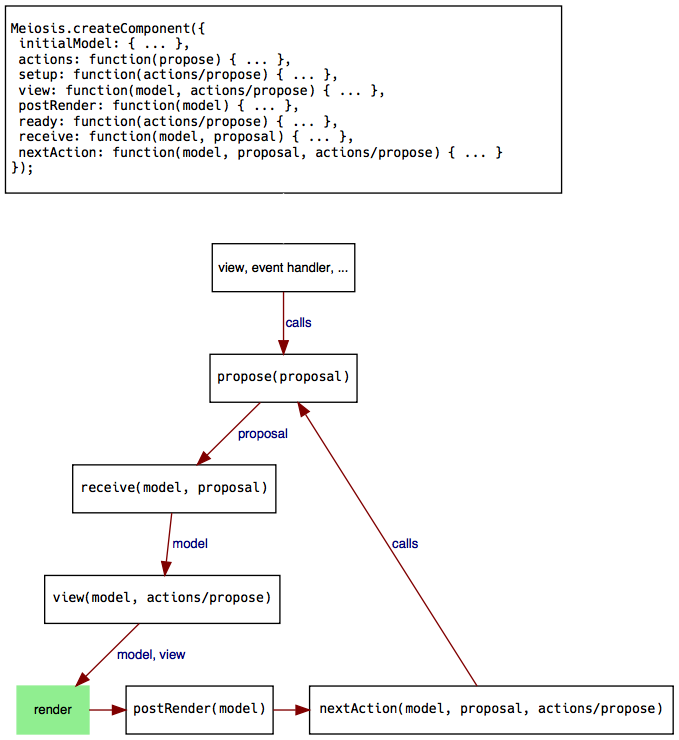 Meiosis.createComponent({
initialModel: { ... },
actions: function(propose) { ... },
setup: function(actions/propose) { ... },
view: function(model, actions/propose) { ... },
postRender: function(model) { ... },
ready: function(actions/propose) { ... },
receive: function(model, proposal) { ... },
nextAction: function(model, proposal, actions/propose) { ... }
});
view, event handler, ...
calls
propose(proposal)
proposal
receive(model, proposal)
model
calls
view(model, actions/propose)
model, view
render
postRender(model)
nextAction(model, proposal, actions/propose)